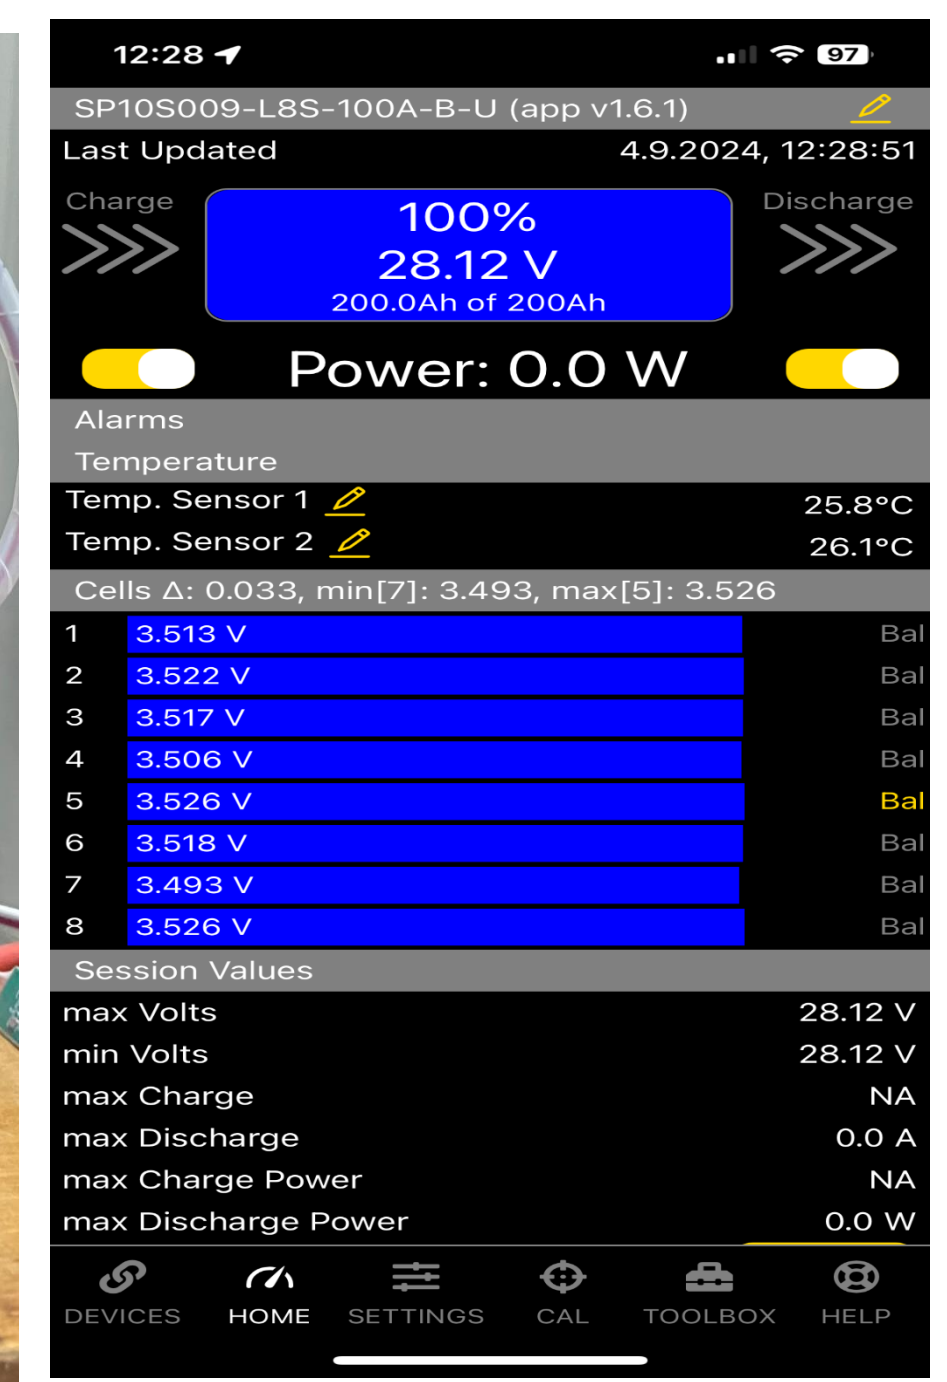 12:28
97
SP10S009-L8S-100A-B-U (app v1.6.1)
Last Updated 4.9.2024, 12:28:51
Charge Discharge
100%
28.12 V
200.0Ah of 200Ah
Power: 0.0 W
Alarms
Temperature
Temp. Sensor 1 25.8°C
Temp. Sensor 2 26.1°C
Cells Δ: 0.033, min[7]: 3.493, max[5]: 3.526
1 3.513 V Bal
2 3.522 V Bal
3 3.517 V Bal
4 3.506 V Bal
5 3.526 V Bal
6 3.518 V Bal
7 3.493 V Bal
8 3.526 V Bal
Session Values
max Volts 28.12 V
min Volts 28.12 V
max Charge NA
max Discharge 0.0 A
max Charge Power NA
max Discharge Power 0.0 W
DEVICES HOME SETTINGS CAL TOOLBOX HELP